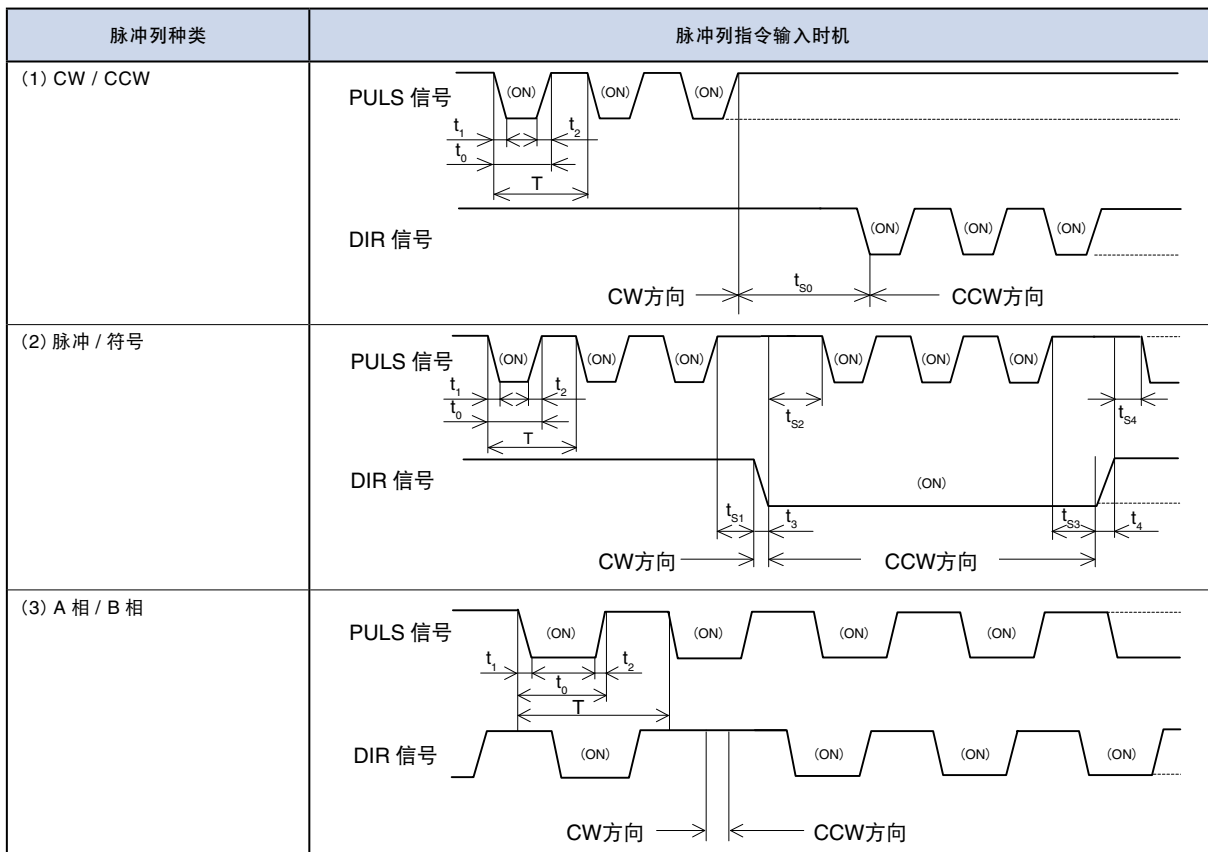 脉冲列种类
脉冲列指令输入时机
(1) CW / CCW
PULS 信号
(ON) (ON) (ON)
t1 t2
t0
T
DIR 信号
(ON) (ON) (ON)
CW方向 tS0 CCW方向
(2) 脉冲 / 符号
PULS 信号
(ON) (ON) (ON) (ON) (ON) (ON)
t1 t2
t0 tS2 tS4
T
DIR 信号
(ON)
tS1 t3 tS3 t4
CW方向 CCW方向
(3) A 相 / B 相
PULS 信号
(ON) (ON) (ON) (ON)
t1 t2
t0
T
DIR 信号
(ON) (ON) (ON) (ON)
CW方向 CCW方向